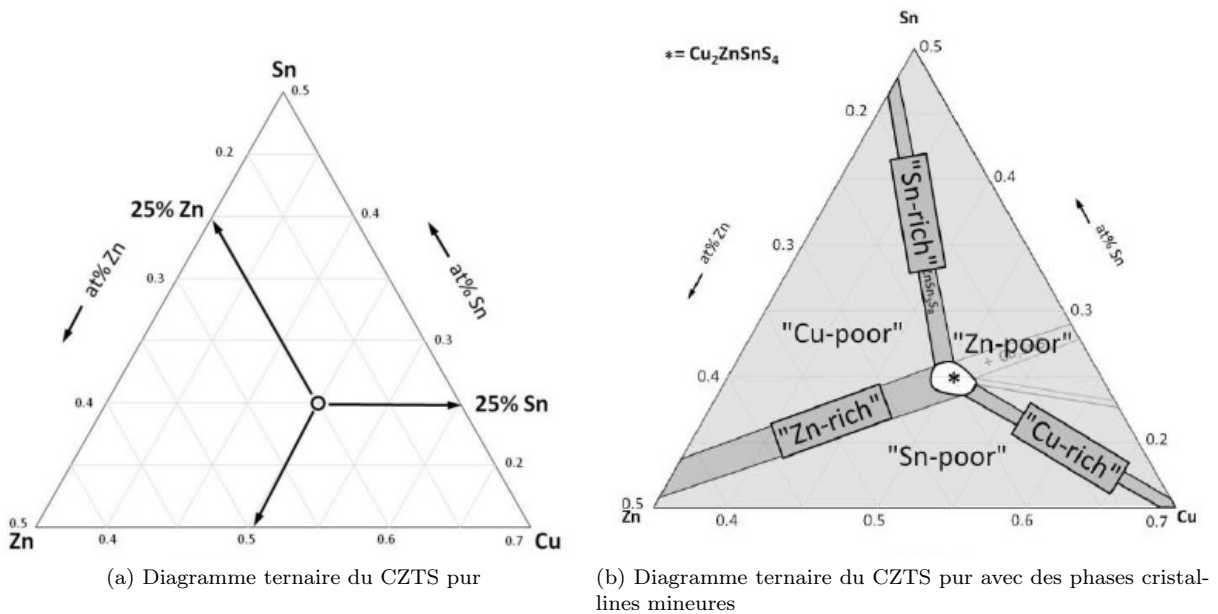 Sn
0.5
0.2
25% Zn
0.4
at% Zn
at% Sn
0.3
0.3
0.4
25% Sn
0.2
0.5
0.4
0.5
0.6
0.7
Zn
Cu
(a) Diagramme ternaire du CZTS pur
Sn
*= Cu₂ZnSnS₄
0.5
0.2
"Sn-rich"
0.4
at% Zn
at% Sn
0.3
ZnSn₃S₈
0.3
"Cu-poor"
"Zn-poor"
0.4
*
"Zn-rich"
"Cu-rich"
0.2
"Sn-poor"
0.5
Zn
0.4
0.5
0.6
0.7
Cu
(b) Diagramme ternaire du CZTS pur avec des phases cristal-
lines mineures